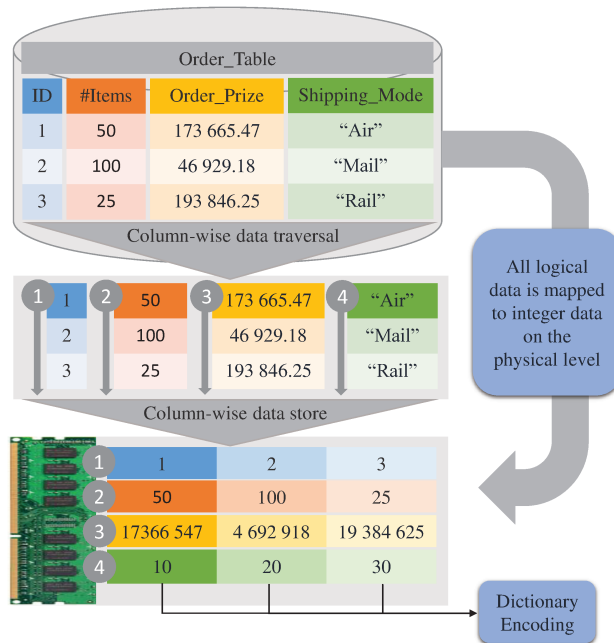 Order_Table
ID #Items Order_Prize Shipping_Mode
1 50 173 665.47 “Air”
2 100 46 929.18 “Mail”
3 25 193 846.25 “Rail”
Column-wise data traversal
All logical
data is mapped
to integer data
on the
physical level
1 1 2 50 3 173 665.47 4 “Air”
2 100 46 929.18 “Mail”
3 25 193 846.25 “Rail”
Column-wise data store
1 1 2 3
2 50 100 25
3 17366 547 4 692 918 19 384 625
4 10 20 30
Dictionary
Encoding